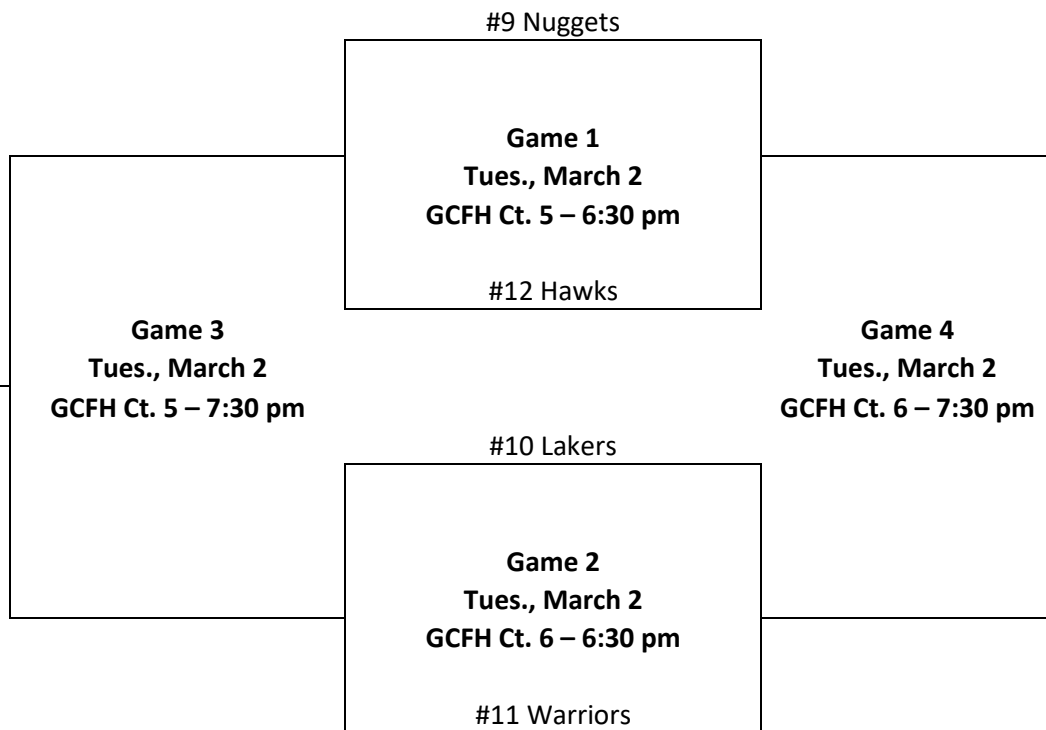 #9 Nuggets
Game 1
Tues., March 2
GCFH Ct. 5 – 6:30 pm
#12 Hawks
Game 3
Tues., March 2
GCFH Ct. 5 – 7:30 pm
Game 4
Tues., March 2
GCFH Ct. 6 – 7:30 pm
#10 Lakers
Game 2
Tues., March 2
GCFH Ct. 6 – 6:30 pm
#11 Warriors